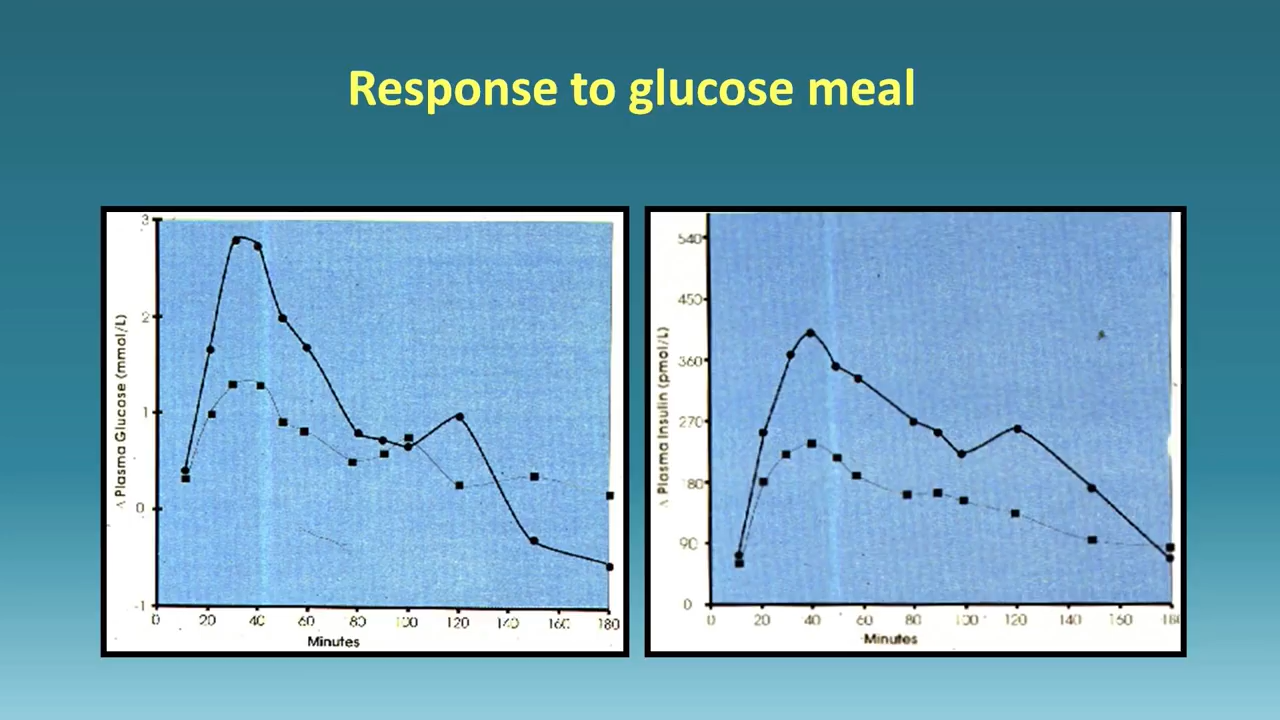 Response to glucose meal
3
2
1
0
-1
Δ Plasma Glucose (mmol/L)
0 20 40 60 80 100 120 140 160 180
Minutes
540
450
360
270
180
90
0
Δ Plasma Insulin (pmol/L)
0 20 40 60 80 100 120 140 160
Minutes